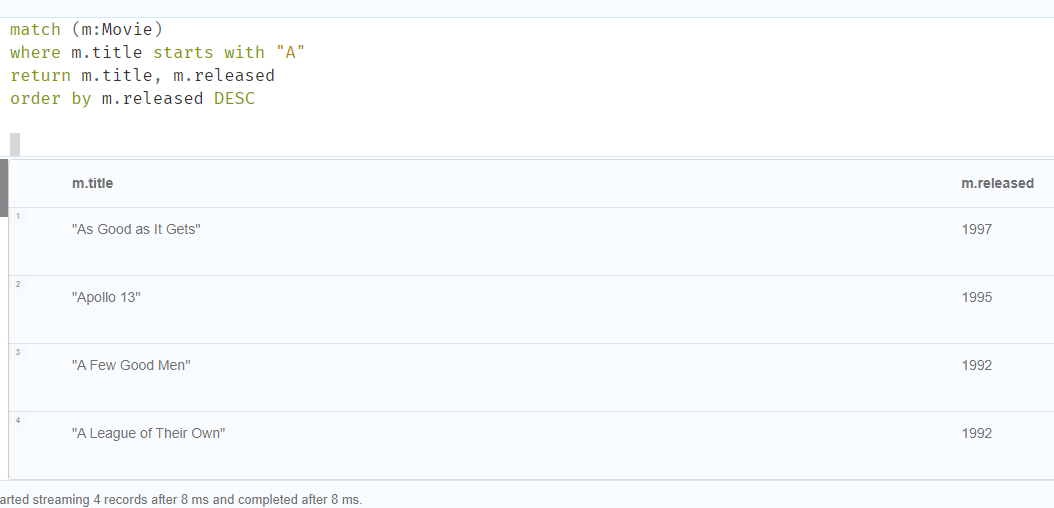 match (m:Movie)
where m.title starts with "A"
return m.title, m.released
order by m.released DESC
m.title m.released
1 "As Good as It Gets" 1997
2 "Apollo 13" 1995
3 "A Few Good Men" 1992
4 "A League of Their Own" 1992
arted streaming 4 records after 8 ms and completed after 8 ms.